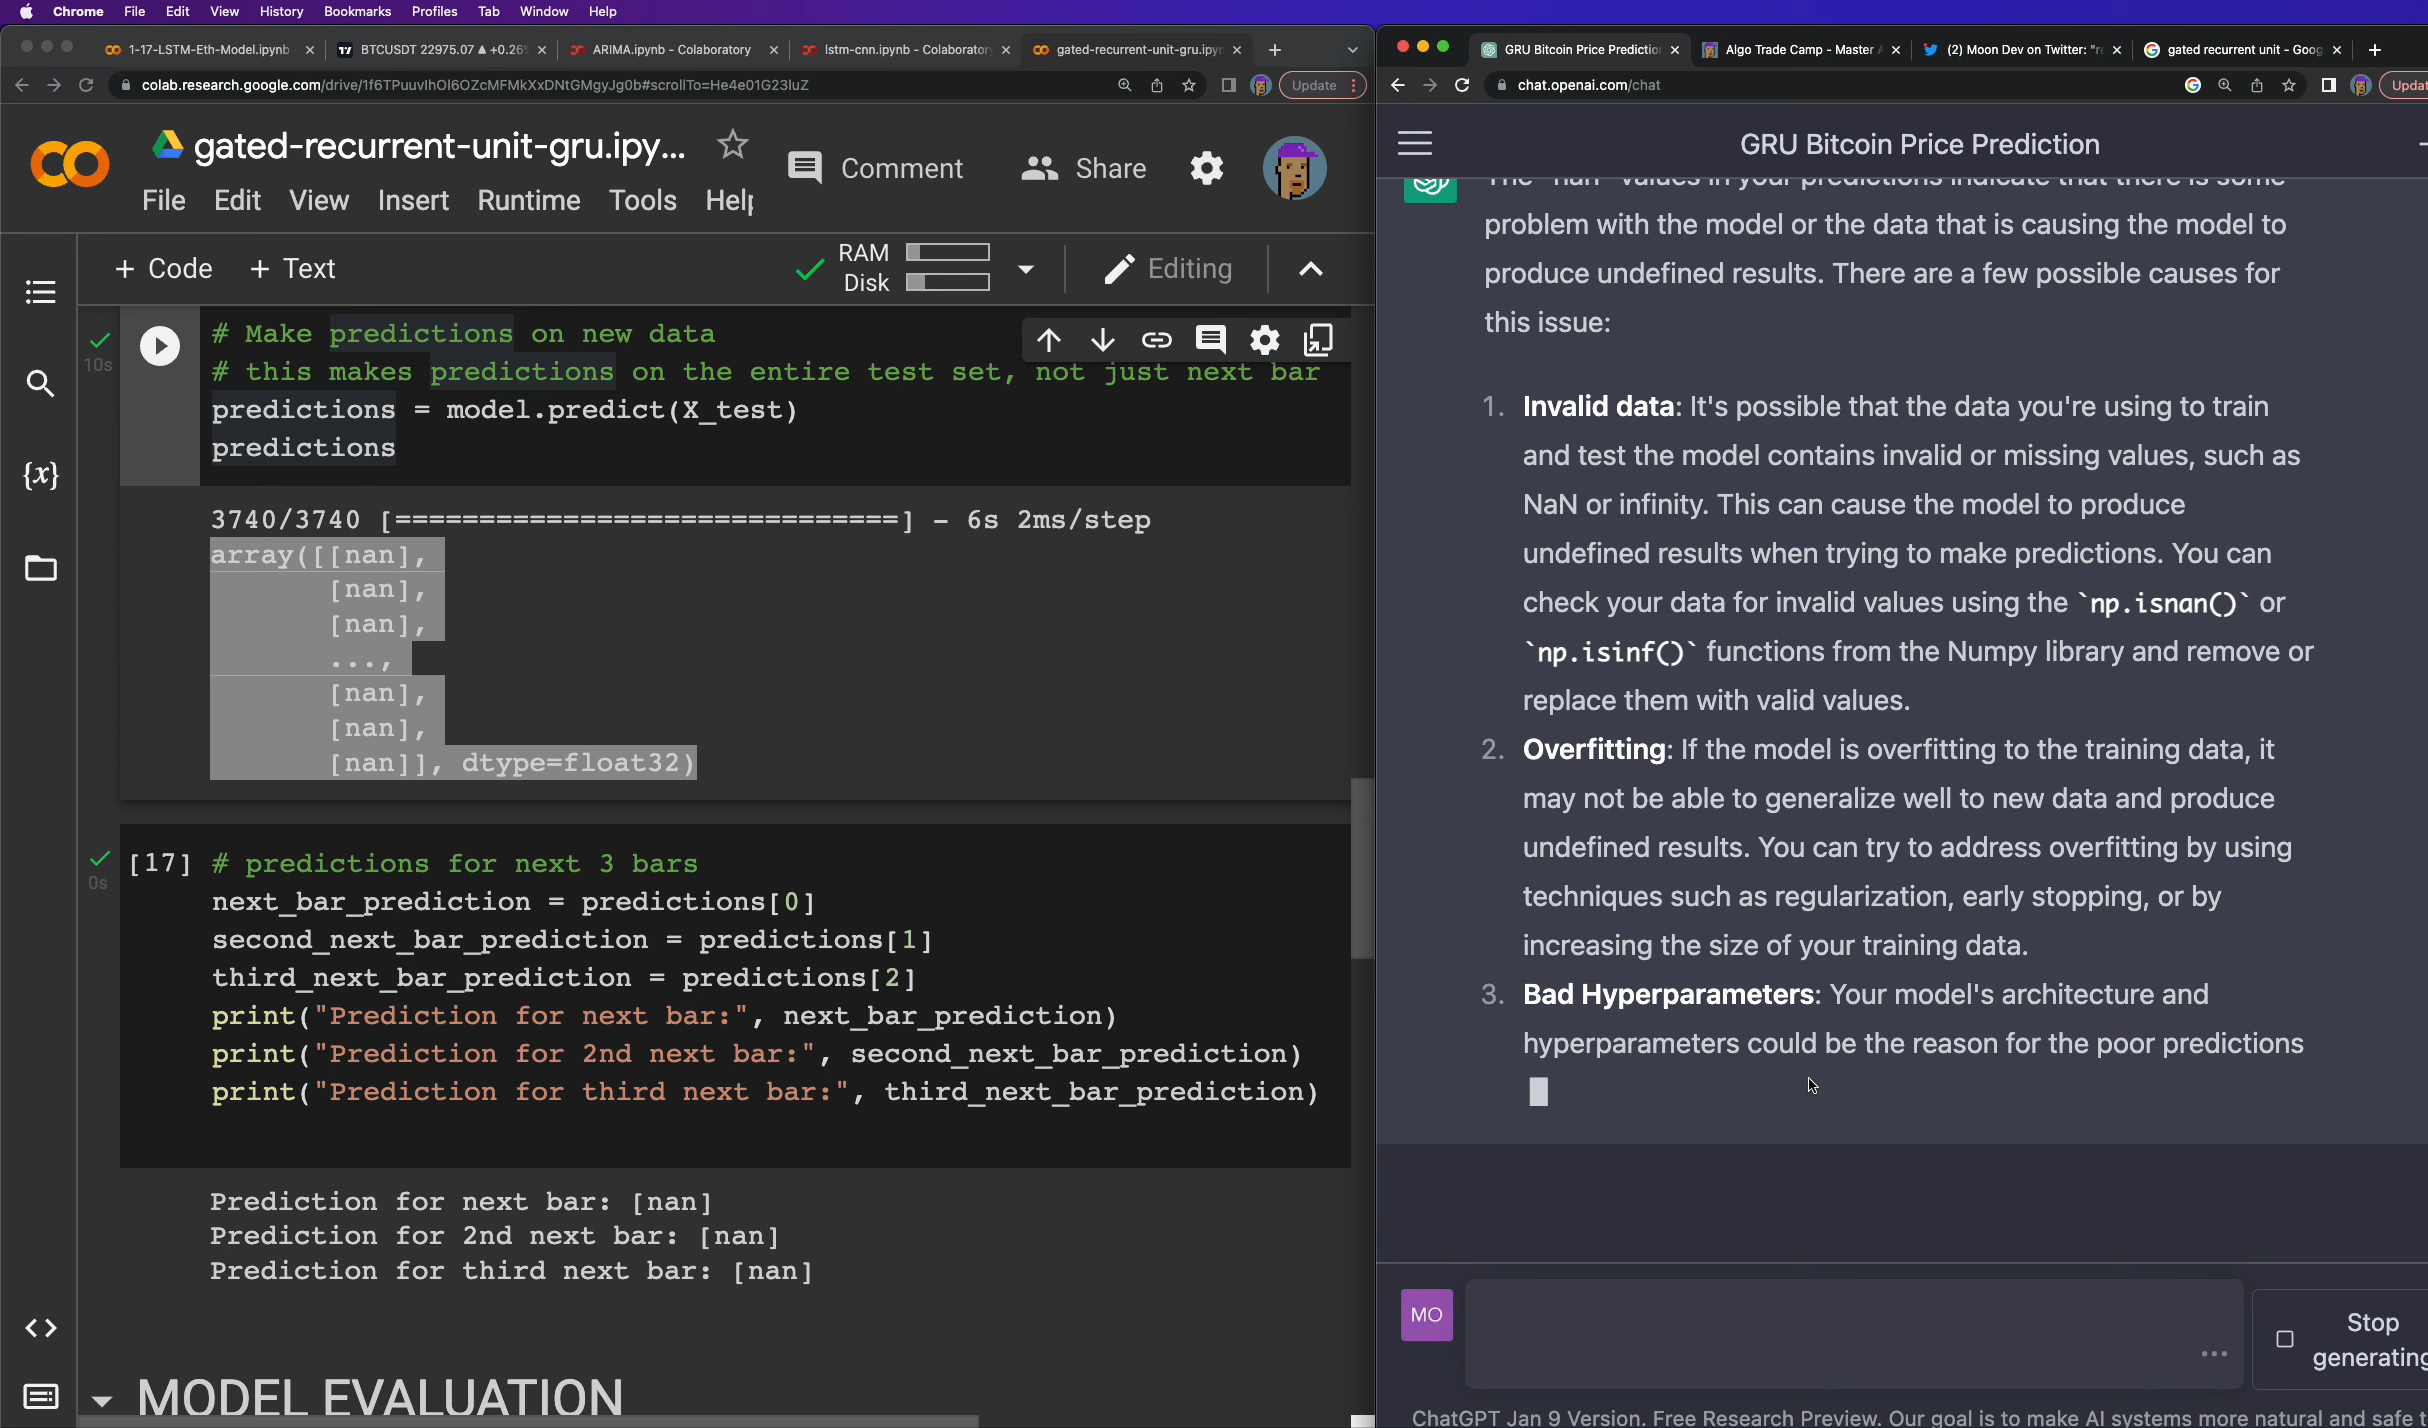 Chrome File Edit View History Bookmarks Profiles Tab Window Help
1-17-LSTM-Eth-Model.ipynb
BTCUSDT 22975.07 ▲ +0.26
ARIMA.ipynb - Colaboratory
lstm-cnn.ipynb - Colaboratory
gated-recurrent-unit-gru.ipyn
colab.research.google.com/drive/1f6TPuuvIhOl6OZcMFMkXxDNtGMgyJg0b#scrollTo=He4e01G23luZ
Update
gated-recurrent-unit-gru.ipy...
Comment
Share
File Edit View Insert Runtime Tools Help
+ Code + Text
RAM
Disk
Editing
10s
# Make predictions on new data
# this makes predictions on the entire test set, not just next bar
predictions = model.predict(X_test)
predictions
3740/3740 [==============================] - 6s 2ms/step
array([[nan],
[nan],
[nan],
...,
[nan],
[nan],
[nan]], dtype=float32)
0s
[17] # predictions for next 3 bars
next_bar_prediction = predictions[0]
second_next_bar_prediction = predictions[1]
third_next_bar_prediction = predictions[2]
print("Prediction for next bar:", next_bar_prediction)
print("Prediction for 2nd next bar:", second_next_bar_prediction)
print("Prediction for third next bar:", third_next_bar_prediction)
Prediction for next bar: [nan]
Prediction for 2nd next bar: [nan]
Prediction for third next bar: [nan]
MODEL EVALUATION
{x}
GRU Bitcoin Price Prediction
Algo Trade Camp - Master
(2) Moon Dev on Twitter: "r
gated recurrent unit - Goog
chat.openai.com/chat
Updat
GRU Bitcoin Price Prediction
The "nan" values in your predictions indicate that there is some
problem with the model or the data that is causing the model to
produce undefined results. There are a few possible causes for
this issue:
1. Invalid data: It's possible that the data you're using to train
and test the model contains invalid or missing values, such as
NaN or infinity. This can cause the model to produce
undefined results when trying to make predictions. You can
check your data for invalid values using the `np.isnan()` or
`np.isinf()` functions from the Numpy library and remove or
replace them with valid values.
2. Overfitting: If the model is overfitting to the training data, it
may not be able to generalize well to new data and produce
undefined results. You can try to address overfitting by using
techniques such as regularization, early stopping, or by
increasing the size of your training data.
3. Bad Hyperparameters: Your model's architecture and
hyperparameters could be the reason for the poor predictions
MO
...
Stop
generating
ChatGPT Jan 9 Version. Free Research Preview. Our goal is to make AI systems more natural and safe t